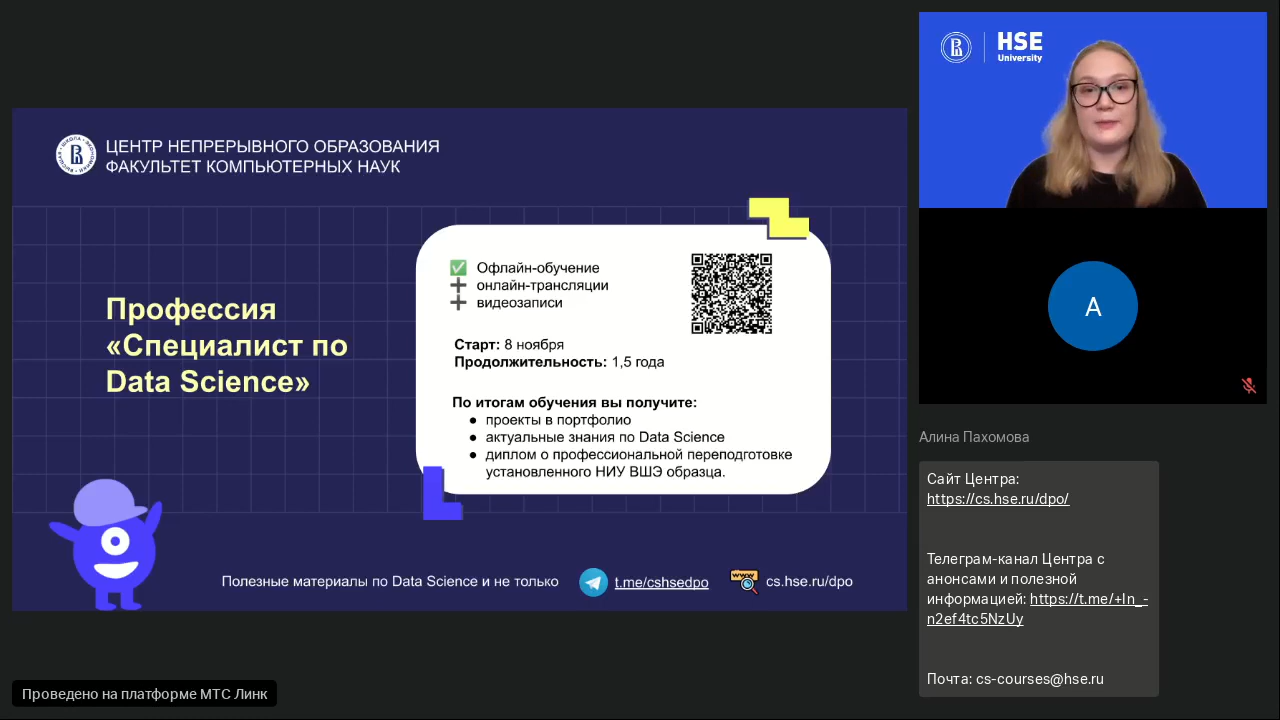 ЦЕНТР НЕПРЕРЫВНОГО ОБРАЗОВАНИЯ
ФАКУЛЬТЕТ КОМПЬЮТЕРНЫХ НАУК
Профессия
«Специалист по
Data Science»
Офлайн-обучение
онлайн-трансляции
видеозаписи
Старт: 8 ноября
Продолжительность: 1,5 года
По итогам обучения вы получите:
● проекты в портфолио
● актуальные знания по Data Science
● диплом о профессиональной переподготовке
установленного НИУ ВШЭ образца.
Полезные материалы по Data Science и не только
t.me/cshsedpo
www
cs.hse.ru/dpo
Проведено на платформе МТС Линк
HSE
University
А
Алина Пахомова
Сайт Центра:
https://cs.hse.ru/dpo/
Телеграм-канал Центра с
анонсами и полезной
информацией: https://t.me/+In_-
n2ef4tc5NzUy
Почта: cs-courses@hse.ru